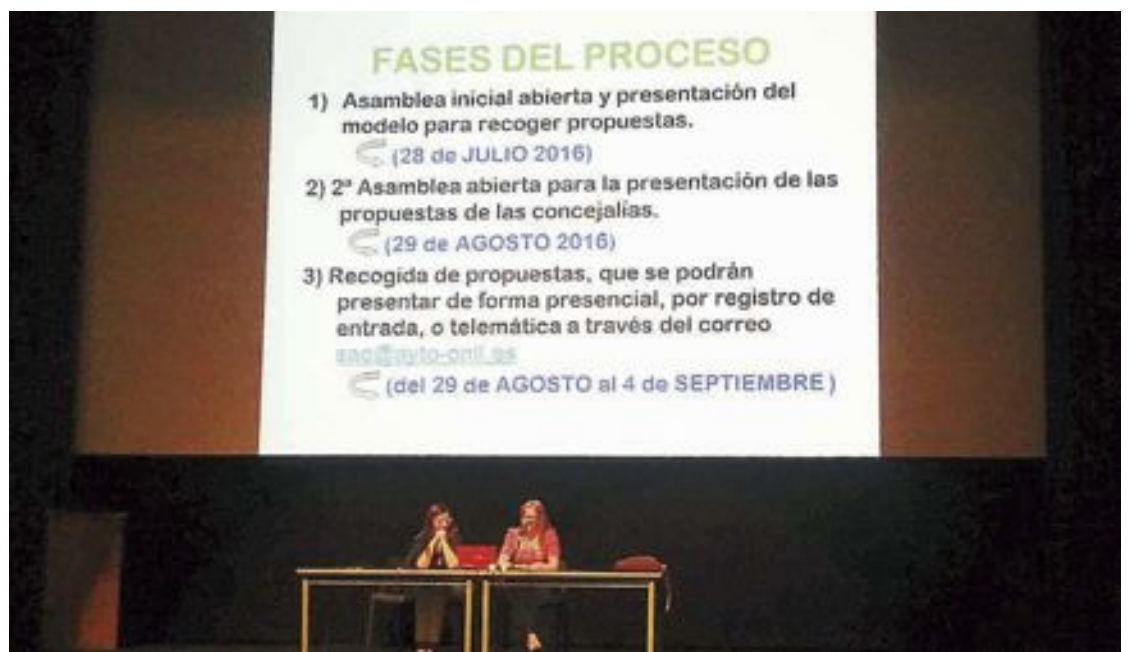 FASES DEL PROCESO
1) Asamblea inicial abierta y presentación del
modelo para recoger propuestas.
(28 de JULIO 2016)
2) 2ª Asamblea abierta para la presentación de las
propuestas de las concejalías.
(29 de AGOSTO 2016)
3) Recogida de propuestas, que se podrán
presentar de forma presencial, por registro de
entrada, o telemática a través del correo
(del 29 de AGOSTO al 4 de SEPTIEMBRE)